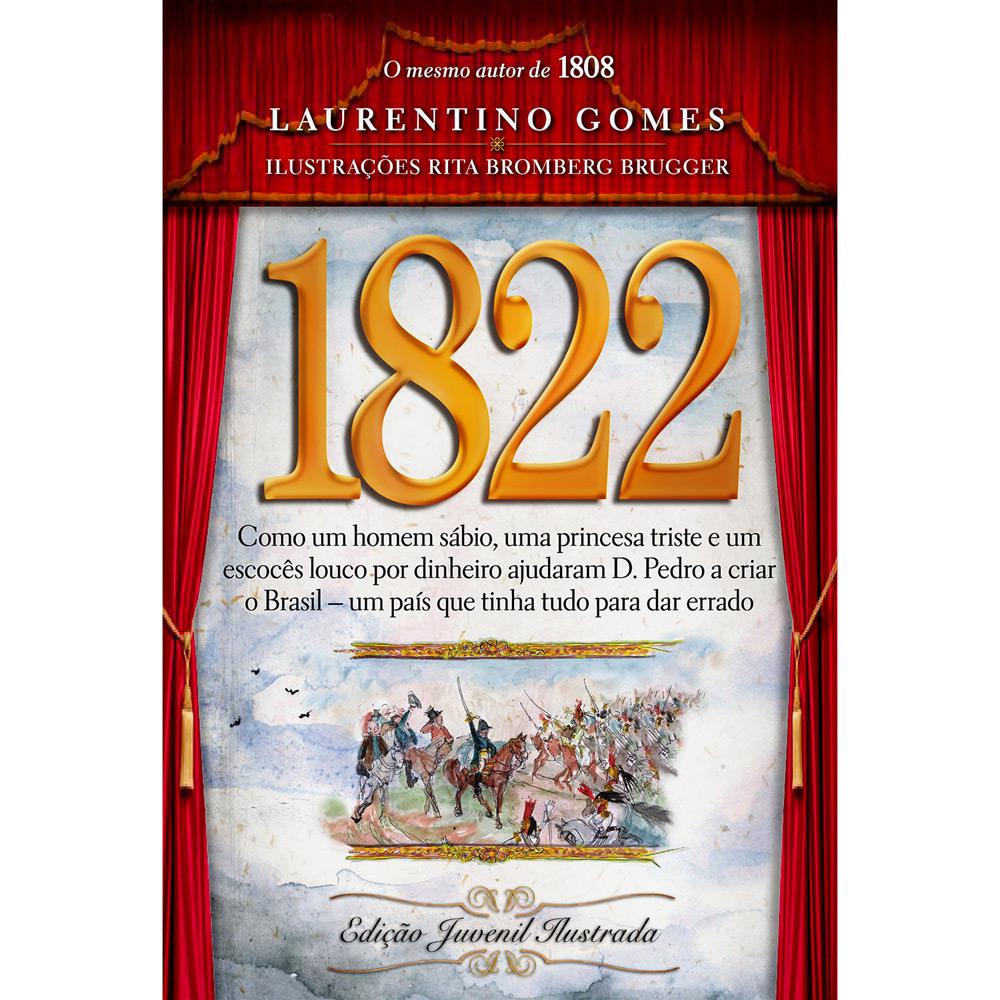 O mesmo autor de 1808
LAURENTINO GOMES
ILUSTRAÇÕES RITA BROMBERG BRUGGER
1822
Como um homem sábio, uma princesa triste e um
escocês louco por dinheiro ajudaram D. Pedro a criar
o Brasil – um país que tinha tudo para dar errado
Edição Juvenil Ilustrada